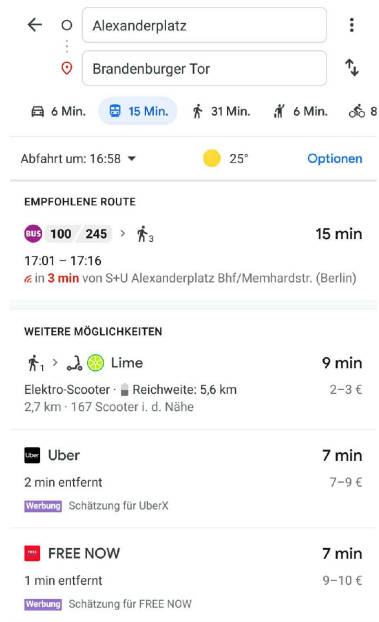 Alexanderplatz
Brandenburger Tor
6 Min. 15 Min. 31 Min. 6 Min. 8
Abfahrt um: 16:58 25° Optionen
EMPFOHLENE ROUTE
BUS 100 / 245 > 3 15 min
17:01 – 17:16
in 3 min von S+U Alexanderplatz Bhf/Memhardstr. (Berlin)
WEITERE MÖGLICHKEITEN
1 > Lime 9 min
Elektro-Scooter · Reichweite: 5,6 km 2–3 €
2,7 km · 167 Scooter i. d. Nähe
Uber Uber 7 min
2 min entfernt 7–9 €
Werbung Schätzung für UberX
FREE NOW 7 min
1 min entfernt 9–10 €
Werbung Schätzung für FREE NOW